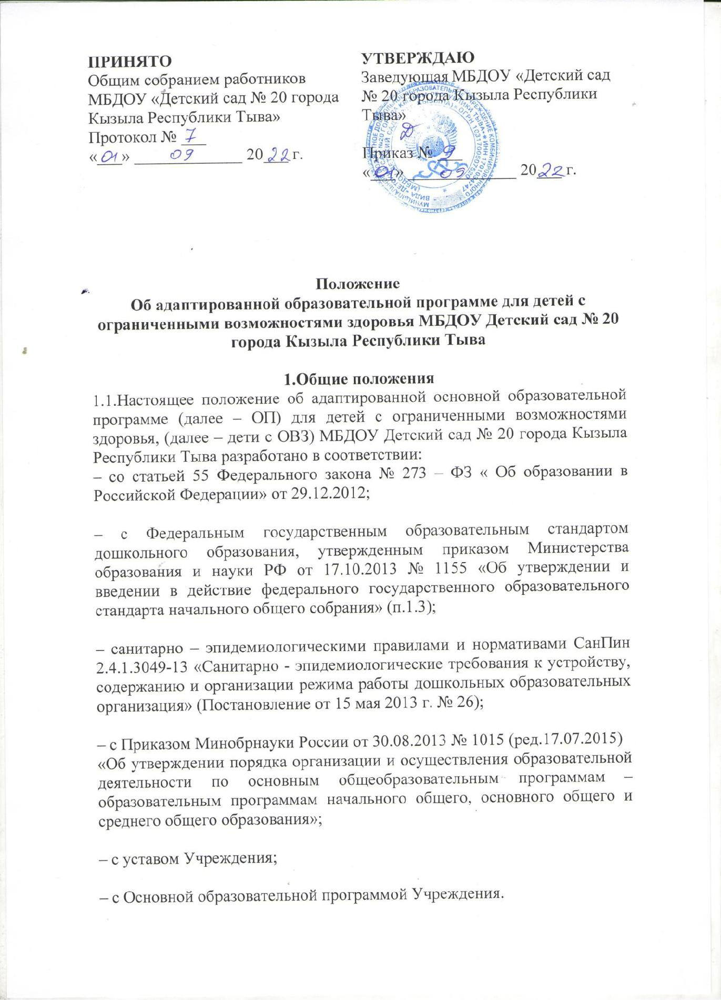 ПРИНЯТО
Общим собранием работников
МБДОУ «Детский сад № 20 города
Кызыла Республики Тыва»
Протокол № 7
«01» 09 2022 г.
УТВЕРЖДАЮ
Заведующая МБДОУ «Детский сад
№ 20 города Кызыла Республики
Тыва»
Приказ № 9
«01» 09 2022 г.
Положение
Об адаптированной образовательной программе для детей с
ограниченными возможностями здоровья МБДОУ Детский сад № 20
города Кызыла Республики Тыва
1.Общие положения
1.1.Настоящее положение об адаптированной основной образовательной
программе (далее – ОП) для детей с ограниченными возможностями
здоровья, (далее – дети с ОВЗ) МБДОУ Детский сад № 20 города Кызыла
Республики Тыва разработано в соответствии:
– со статьей 55 Федерального закона № 273 – ФЗ « Об образовании в
Российской Федерации» от 29.12.2012;
– с Федеральным государственным образовательным стандартом
дошкольного образования, утвержденным приказом Министерства
образования и науки РФ от 17.10.2013 № 1155 «Об утверждении и
введении в действие федерального государственного образовательного
стандарта начального общего собрания» (п.1.3);
– санитарно – эпидемиологическими правилами и нормативами СанПин
2.4.1.3049-13 «Санитарно - эпидемиологические требования к устройству,
содержанию и организации режима работы дошкольных образовательных
организация» (Постановление от 15 мая 2013 г. № 26);
– с Приказом Минобрнауки России от 30.08.2013 № 1015 (ред.17.07.2015)
«Об утверждении порядка организации и осуществления образовательной
деятельности по основным общеобразовательным программам –
образовательным программам начального общего, основного общего и
среднего общего образования»;
– с уставом Учреждения;
– с Основной образовательной программой Учреждения.